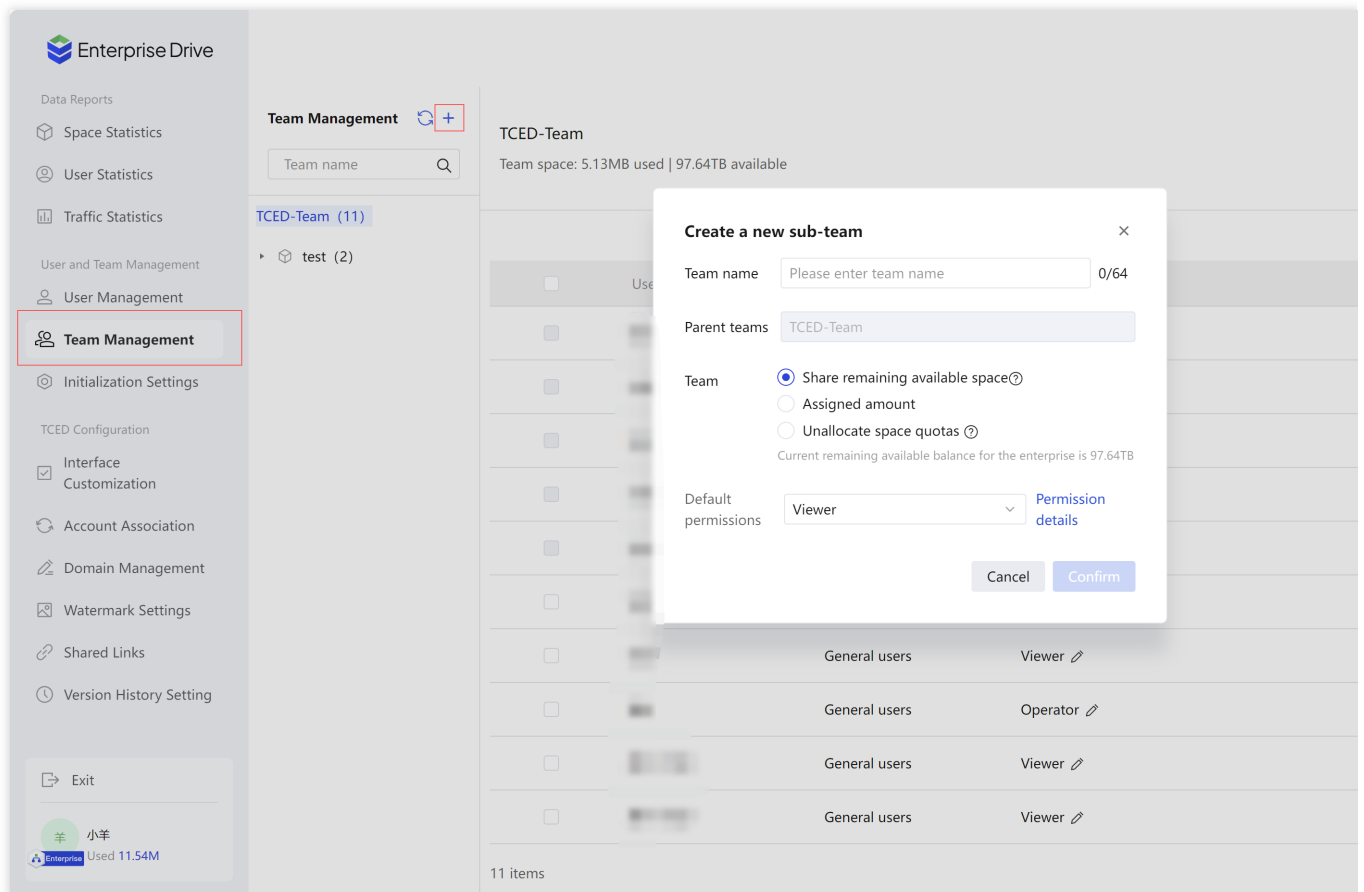 Enterprise Drive
Data Reports
Space Statistics
User Statistics
Traffic Statistics
User and Team Management
User Management
Team Management
Initialization Settings
TCED Configuration
Interface
Customization
Account Association
Domain Management
Watermark Settings
Shared Links
Version History Setting
Exit
羊
小羊
Enterprise
Used 11.54M
Team Management
Team name
TCED-Team (11)
test (2)
TCED-Team
Team space: 5.13MB used | 97.64TB available
Use
Create a new sub-team
Team name
Please enter team name
0/64
Parent teams
TCED-Team
Team
Share remaining available space
Assigned amount
Unallocate space quotas
Current remaining available balance for the enterprise is 97.64TB
Default
permissions
Viewer
Permission
details
Cancel
Confirm
General users Viewer
General users Operator
General users Viewer
General users Viewer
11 items